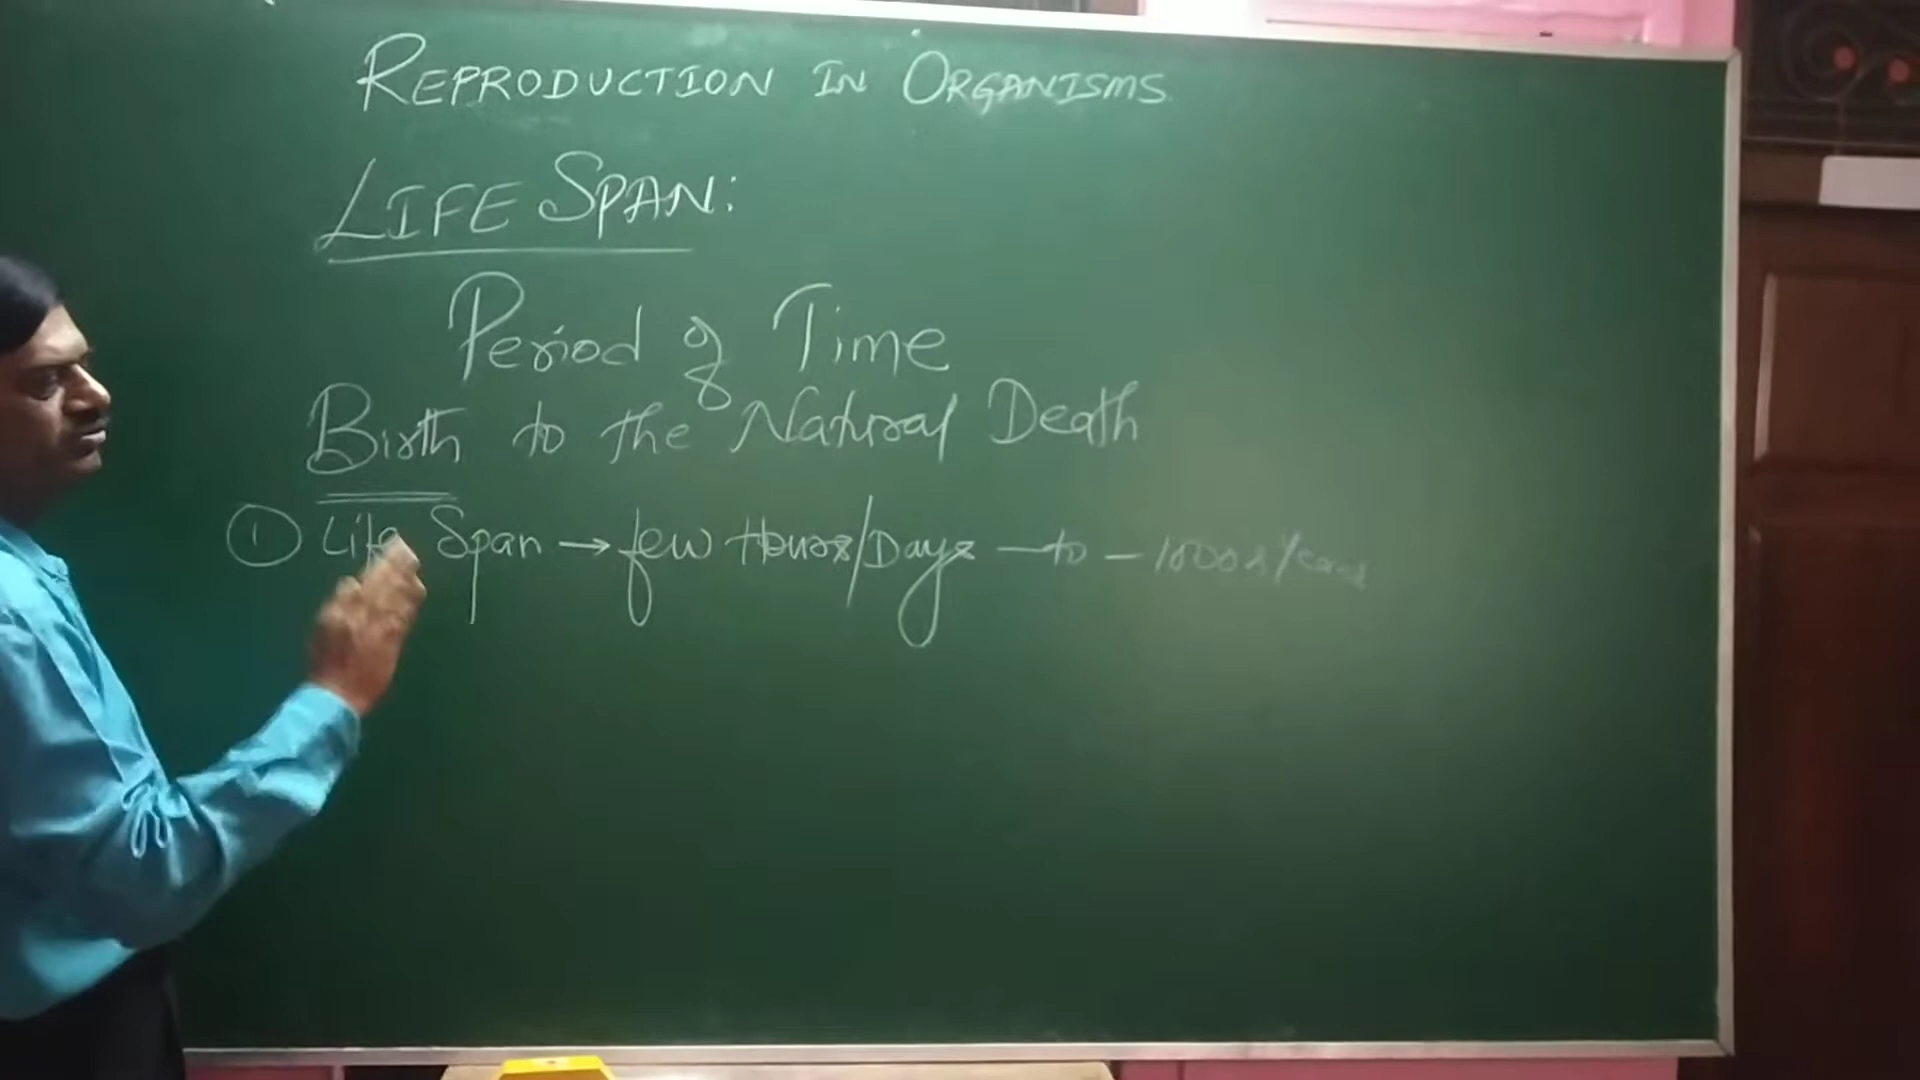 REPRODUCTION IN ORGANISMS
LIFE SPAN:
Period of Time
Birth to the Natural Death
① Life Span → few Hours/Days — to – 1000s/Years